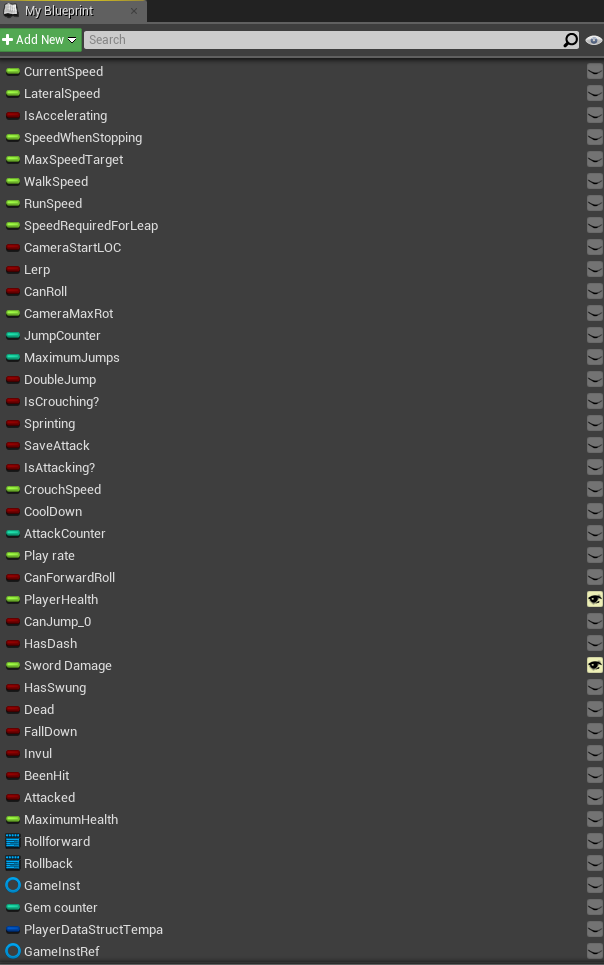 My Blueprint
Add New
Search
CurrentSpeed
LateralSpeed
IsAccelerating
SpeedWhenStopping
MaxSpeedTarget
WalkSpeed
RunSpeed
SpeedRequiredForLeap
CameraStartLOC
Lerp
CanRoll
CameraMaxRot
JumpCounter
MaximumJumps
DoubleJump
IsCrouching?
Sprinting
SaveAttack
IsAttacking?
CrouchSpeed
CoolDown
AttackCounter
Play rate
CanForwardRoll
PlayerHealth
CanJump_0
HasDash
Sword Damage
HasSwung
Dead
FallDown
Invul
BeenHit
Attacked
MaximumHealth
Rollforward
Rollback
GameInst
Gem counter
PlayerDataStructTempa
GameInstRef